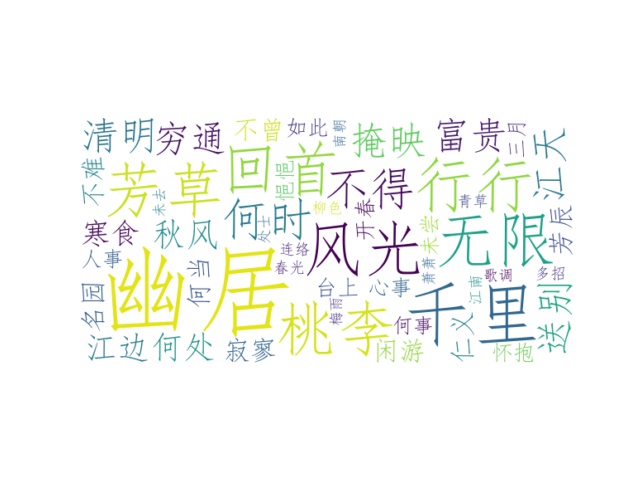 清明
穷通
不曾
如此
南朝
掩映
富贵
三月
江天
不难
芳草
未去
回首
悒悒
不得
行行
寒食
秋风
何时
处士
开春
风光
未尝
青草
无限
芳辰
人事
连络
春光
名园
何当
幽居
台上
心事
萧萧
江南
歌调
多招
千里
送别
桃李
梅雨
何事
仁义
江边
何处
寂寥
闲游
怀抱